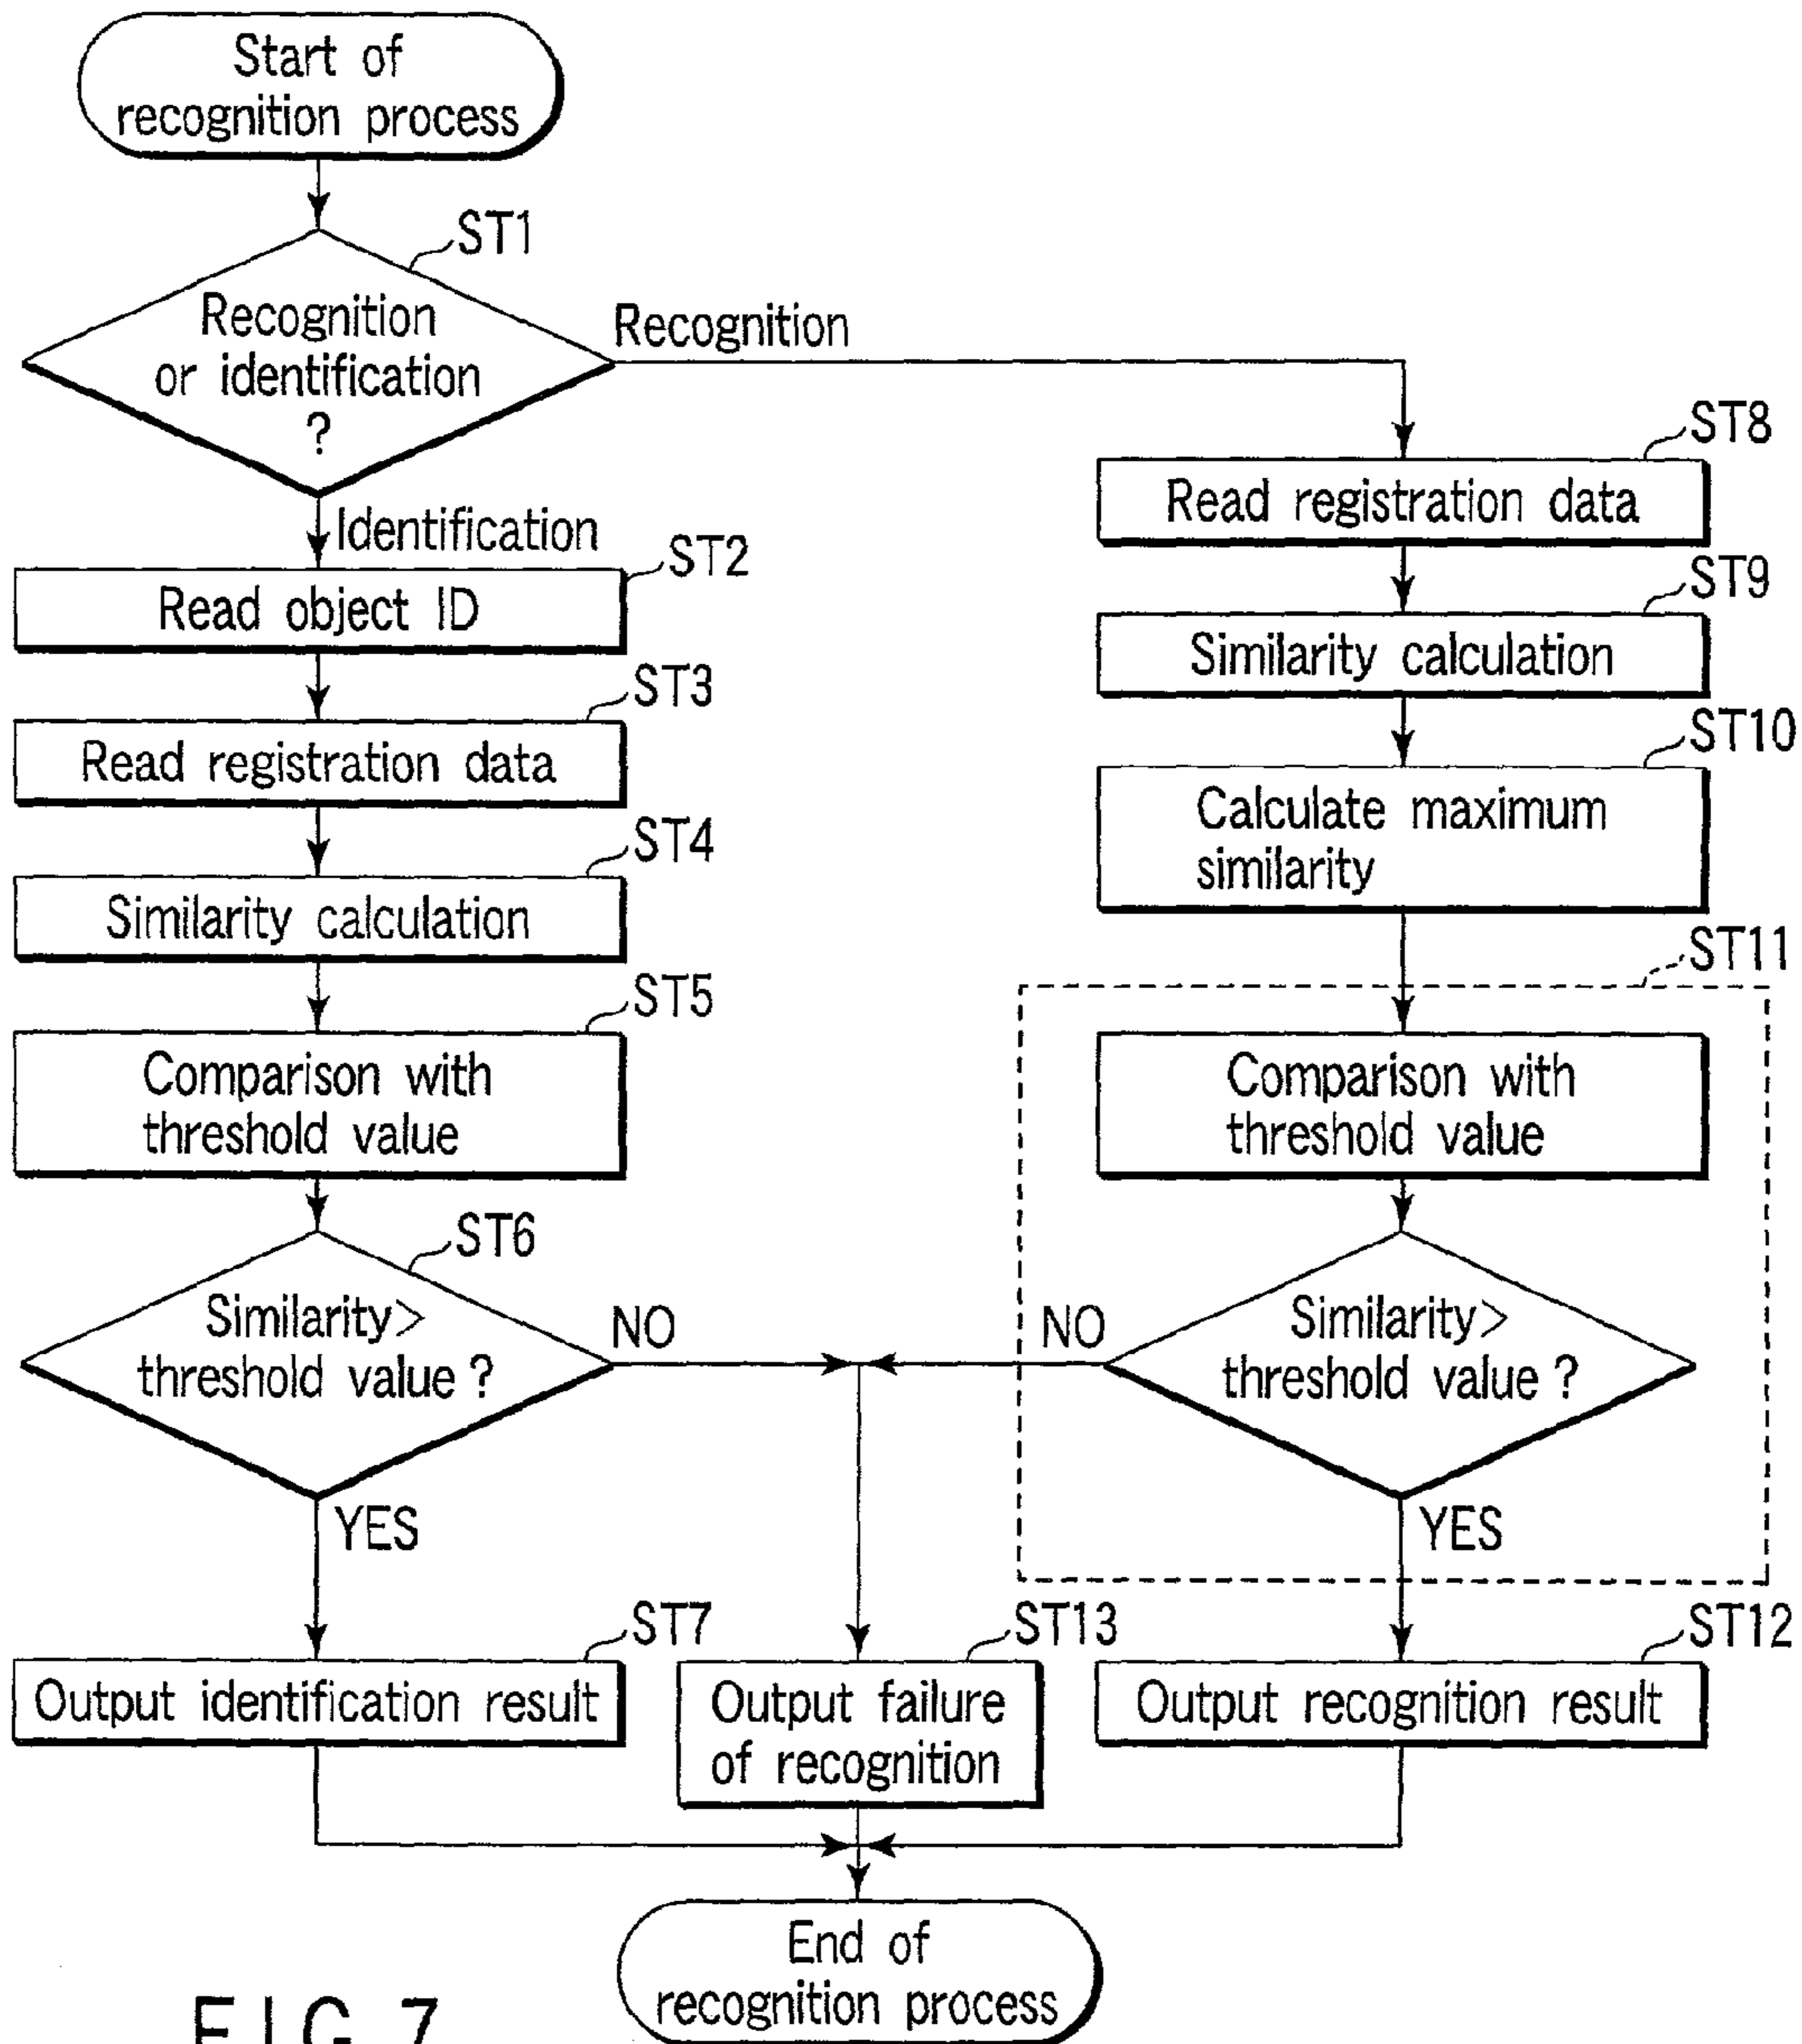 Start of
recognition process
ST1
Recognition
or identification
?
Recognition
Identification
ST2
Read object ID
ST3
Read registration data
ST4
Similarity calculation
ST5
Comparison with
threshold value
ST6
Similarity>
threshold value ?
NO
YES
ST7
Output identification result
ST8
Read registration data
ST9
Similarity calculation
ST10
Calculate maximum
similarity
ST11
Comparison with
threshold value
Similarity>
threshold value ?
NO
YES
ST12
Output recognition result
ST13
Output failure
of recognition
End of
recognition process
FIG. 7